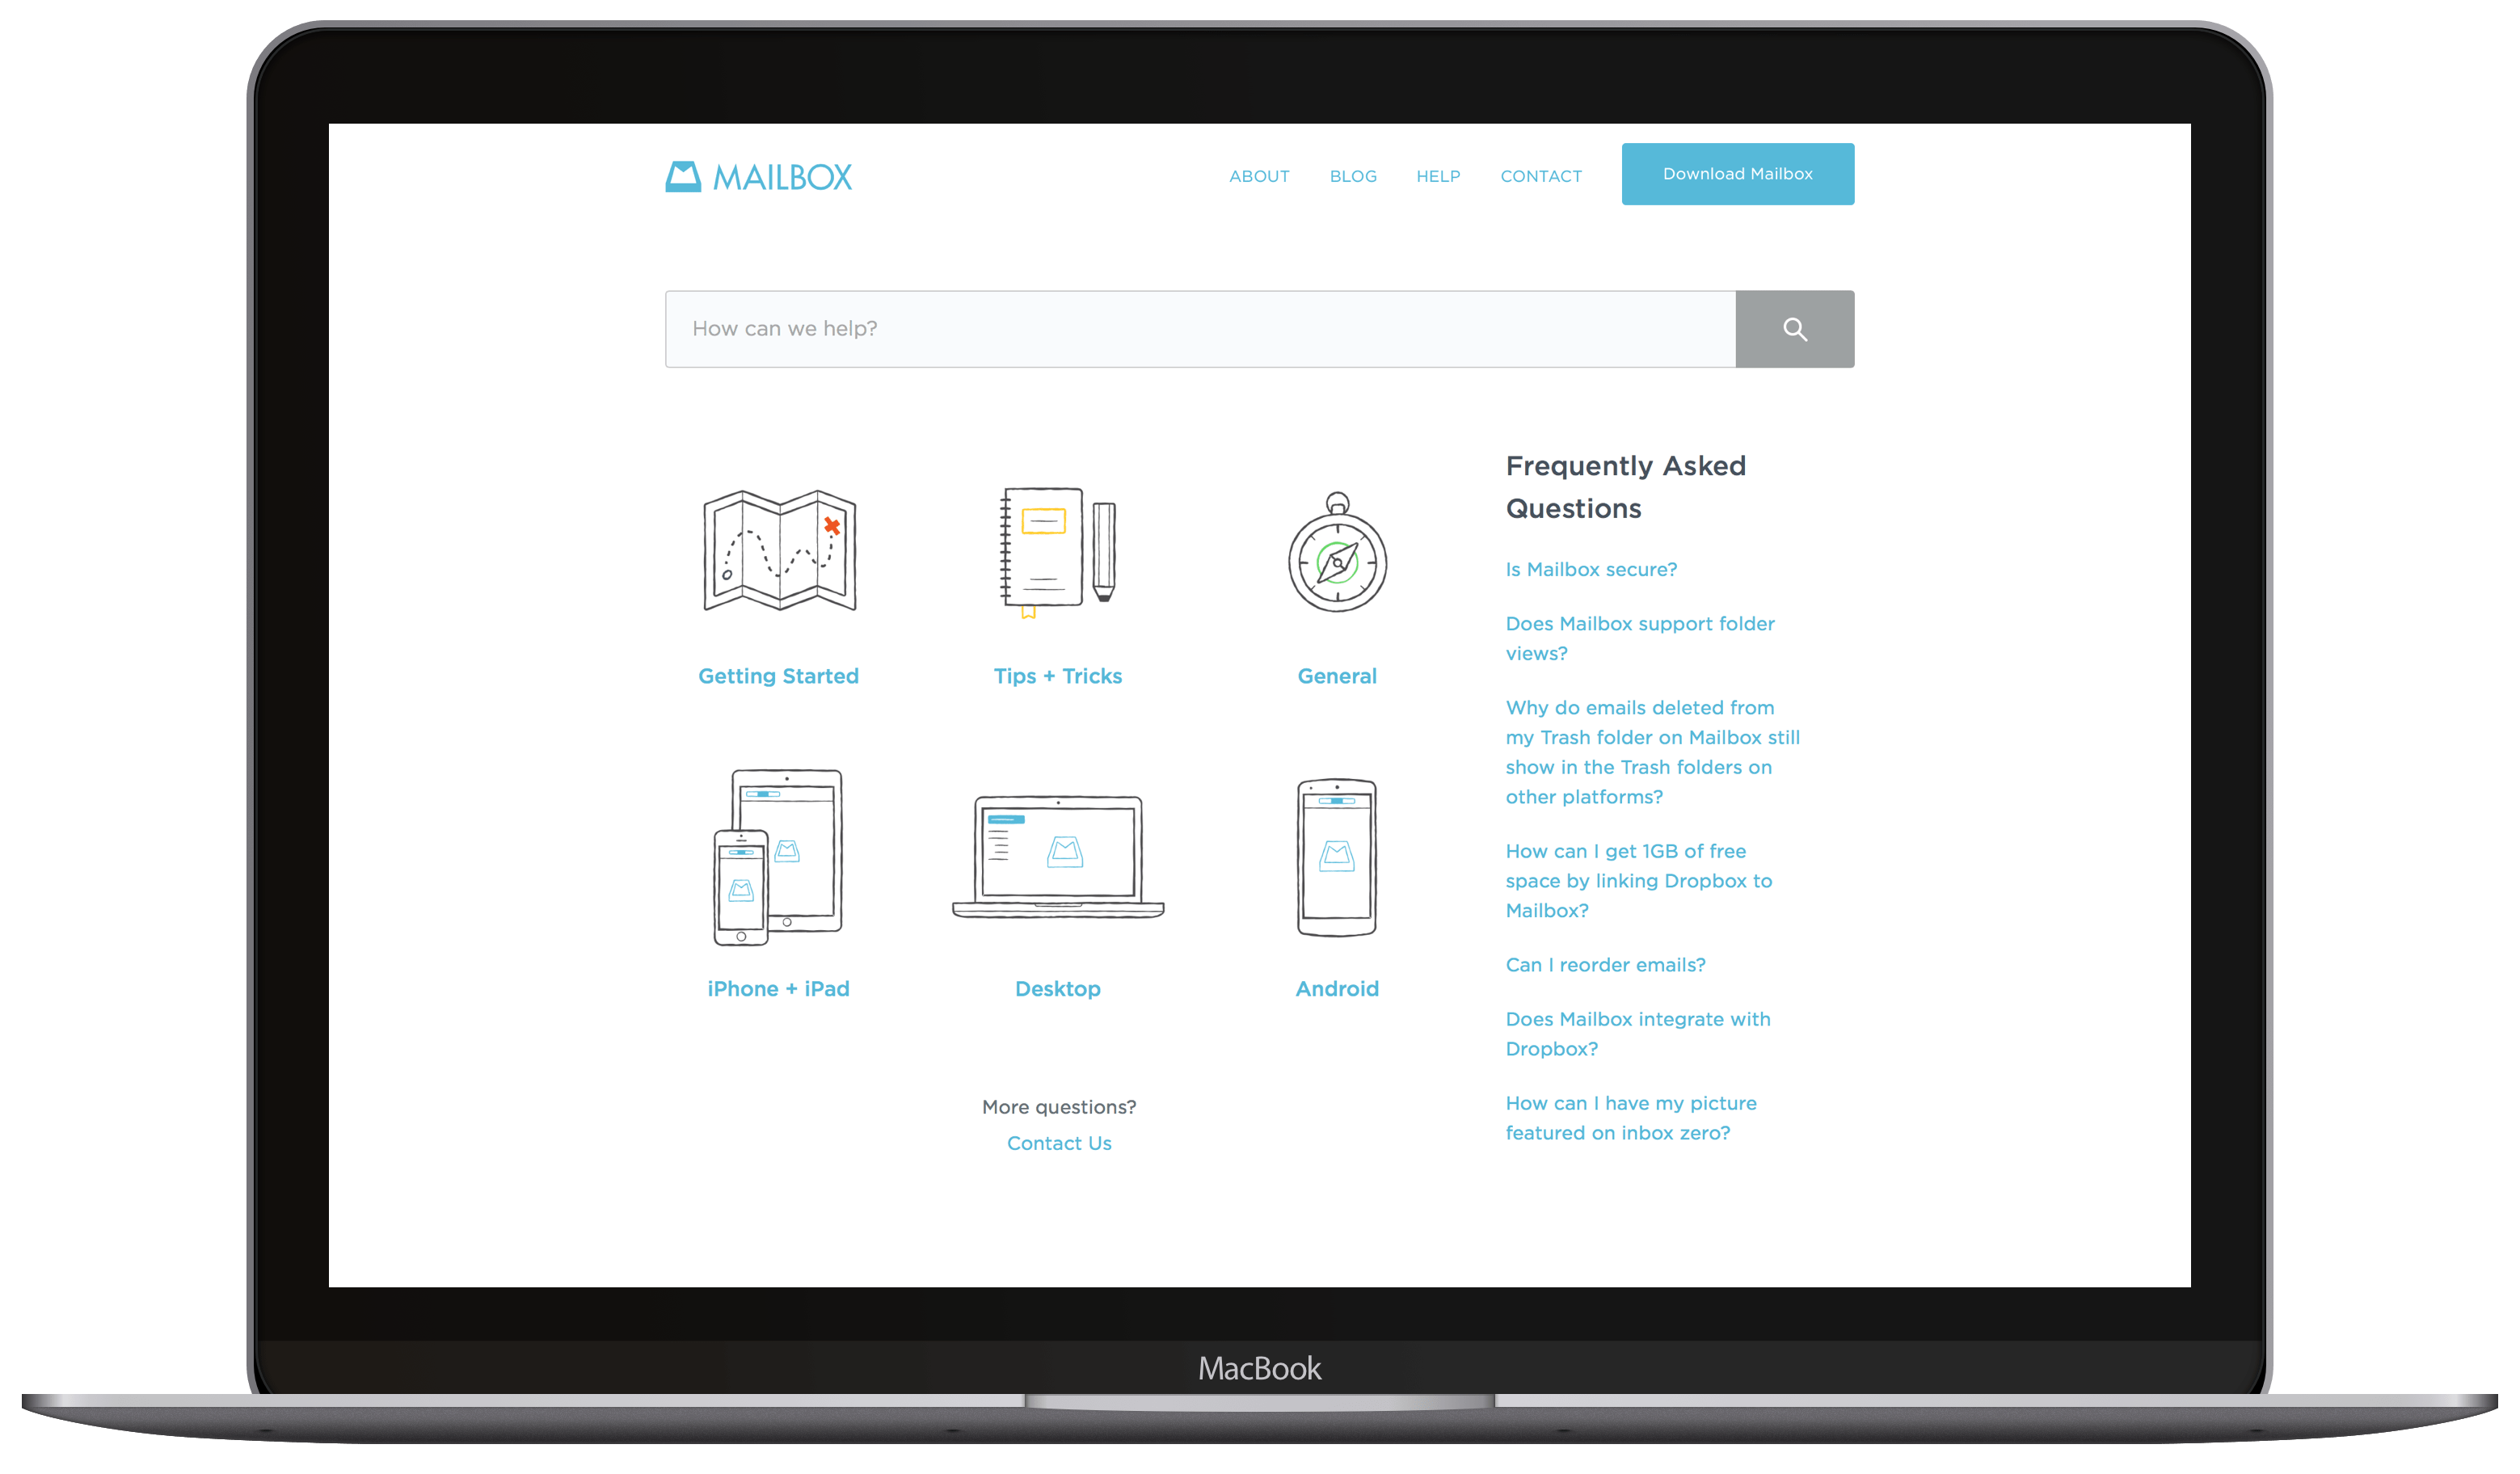 MAILBOX
ABOUT
BLOG
HELP
CONTACT
Download Mailbox
How can we help?
Getting Started
Tips + Tricks
General
iPhone + iPad
Desktop
Android
More questions?
Contact Us
Frequently Asked
Questions
Is Mailbox secure?
Does Mailbox support folder
views?
Why do emails deleted from
my Trash folder on Mailbox still
show in the Trash folders on
other platforms?
How can I get 1GB of free
space by linking Dropbox to
Mailbox?
Can I reorder emails?
Does Mailbox integrate with
Dropbox?
How can I have my picture
featured on inbox zero?
MacBook